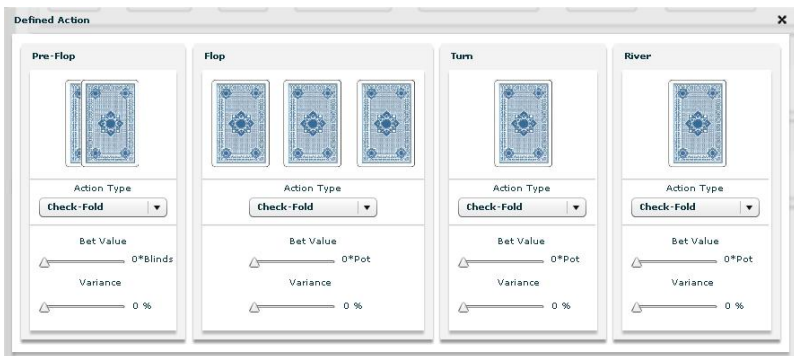 Defined Action
Pre-Flop
Action Type
Check-Fold
Bet Value
0*Blinds
Variance
0 %
Flop
Action Type
Check-Fold
Bet Value
0*Pot
Variance
0 %
Turn
Action Type
Check-Fold
Bet Value
0*Pot
Variance
0 %
River
Action Type
Check-Fold
Bet Value
0*Pot
Variance
0 %